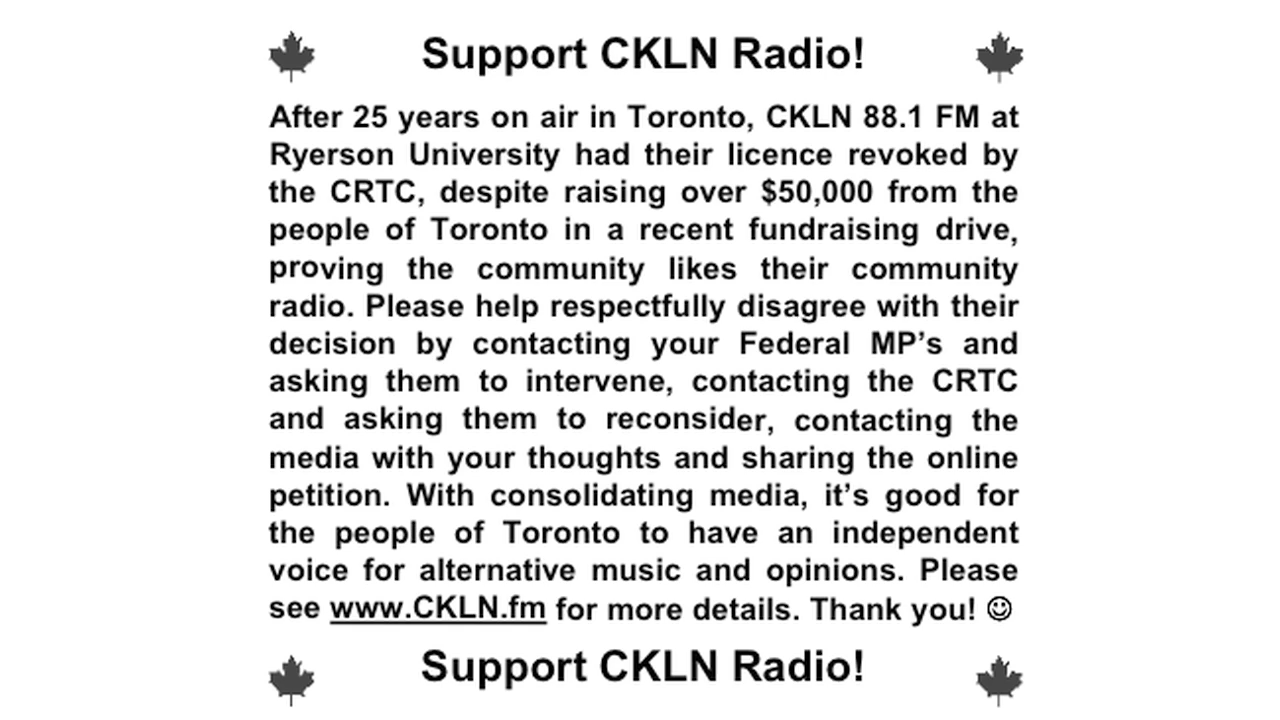 Support CKLN Radio!
After 25 years on air in Toronto, CKLN 88.1 FM at
Ryerson University had their licence revoked by
the CRTC, despite raising over $50,000 from the
people of Toronto in a recent fundraising drive,
proving the community likes their community
radio. Please help respectfully disagree with their
decision by contacting your Federal MP’s and
asking them to intervene, contacting the CRTC
and asking them to reconsider, contacting the
media with your thoughts and sharing the online
petition. With consolidating media, it’s good for
the people of Toronto to have an independent
voice for alternative music and opinions. Please
see www.CKLN.fm for more details. Thank you! ☺
Support CKLN Radio!